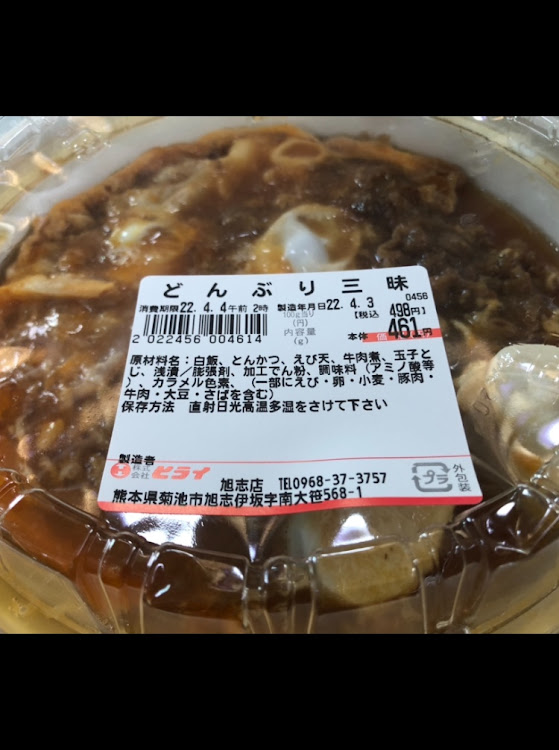 どんぶり三昧
消費期限22. 4. 4午前 2時 製造年月日22. 4. 3 0456
100g当り(円) 【税込 498円】
2 022456 004614 内容量(g) 本体価 461円
原材料名：白飯、とんかつ、えび天、牛肉煮、玉子と
じ、浅漬／膨張剤、加工でん粉、調味料（アミノ酸等
）、カラメル色素、（一部にえび・卵・小麦・豚肉・
牛肉・大豆・さばを含む）
保存方法 直射日光高温多湿をさけて下さい
製造者
株式会社 ヒライ 旭志店 TEL0968-37-3757
熊本県菊池市旭志伊坂字南大笹568-1
プラ 外包装